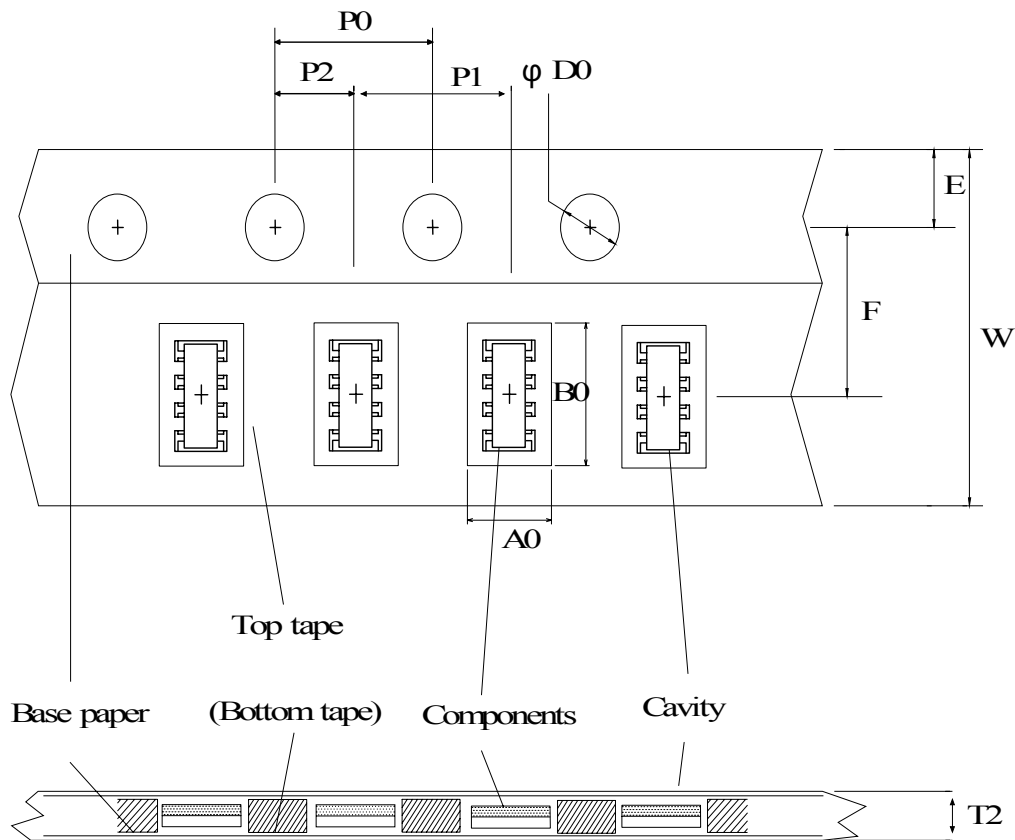 P0
P2
P1
φ D0
E
F
W
B0
A0
Top tape
Base paper
(Bottom tape)
Components
Cavity
T2